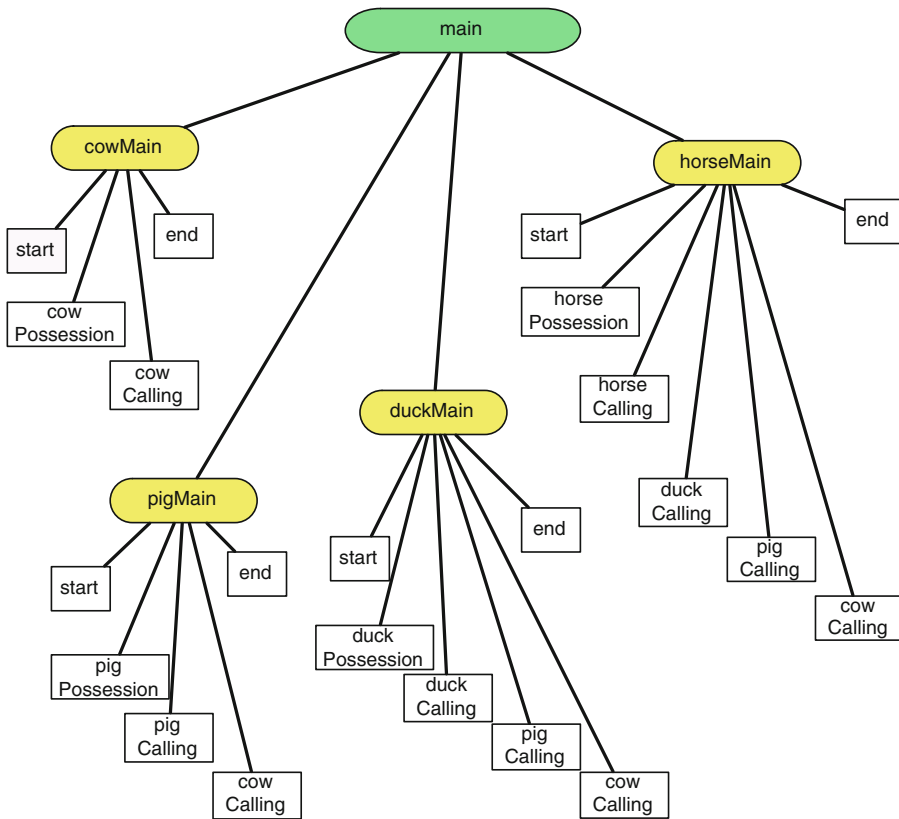 main
cowMain
start
cow
Possession
cow
Calling
end
pigMain
start
pig
Possession
pig
Calling
cow
Calling
end
duckMain
start
duck
Possession
duck
Calling
pig
Calling
cow
Calling
end
horseMain
start
horse
Possession
horse
Calling
duck
Calling
pig
Calling
cow
Calling
end